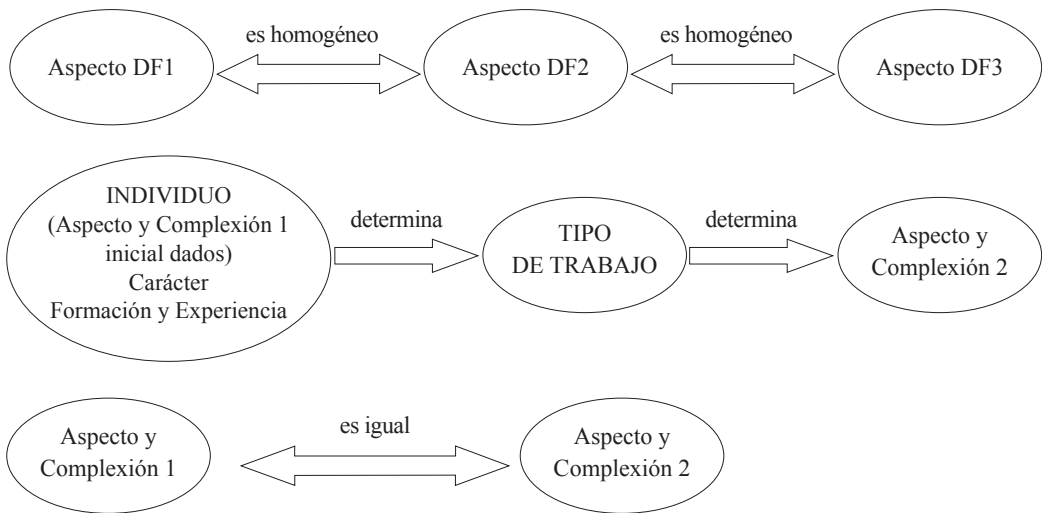 es homogéneo
es homogéneo
Aspecto DF1
Aspecto DF2
Aspecto DF3
INDIVIDUO
(Aspecto y Complexión 1
inicial dados)
Carácter
Formación y Experiencia
determina
TIPO
DE TRABAJO
determina
Aspecto y
Complexión 2
Aspecto y
Complexión 1
es igual
Aspecto y
Complexión 2